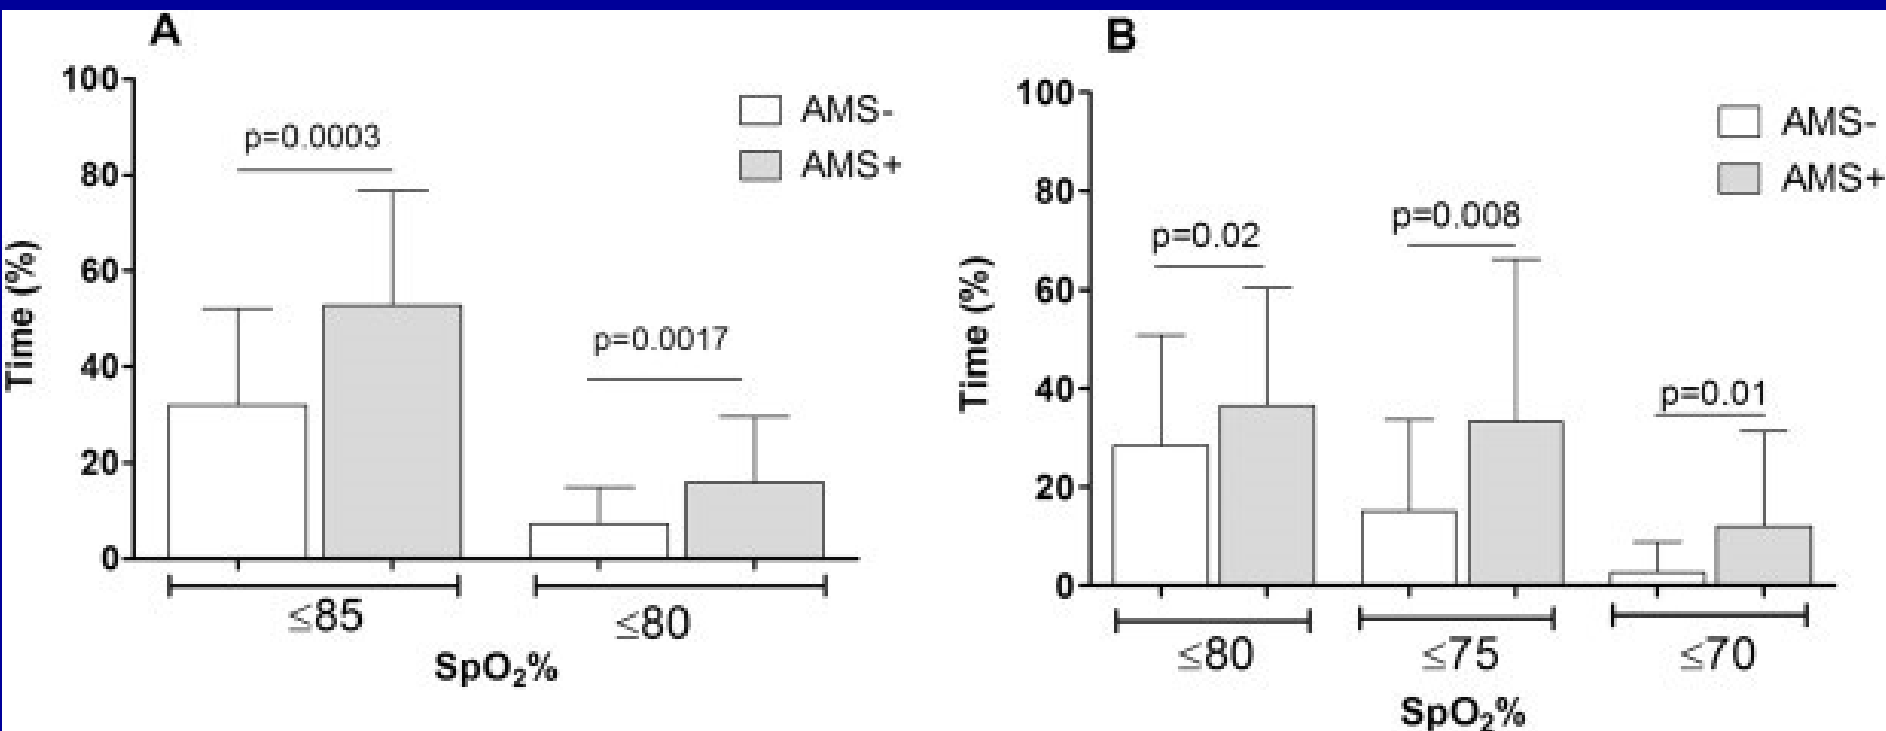 A
100
80
60
40
20
0
Time (%)
p=0.0003
p=0.0017
AMS-
AMS+
≤85
≤80
SpO₂%
B
100
80
60
40
20
0
Time (%)
p=0.02
p=0.008
p=0.01
AMS-
AMS+
≤80
≤75
≤70
SpO₂%